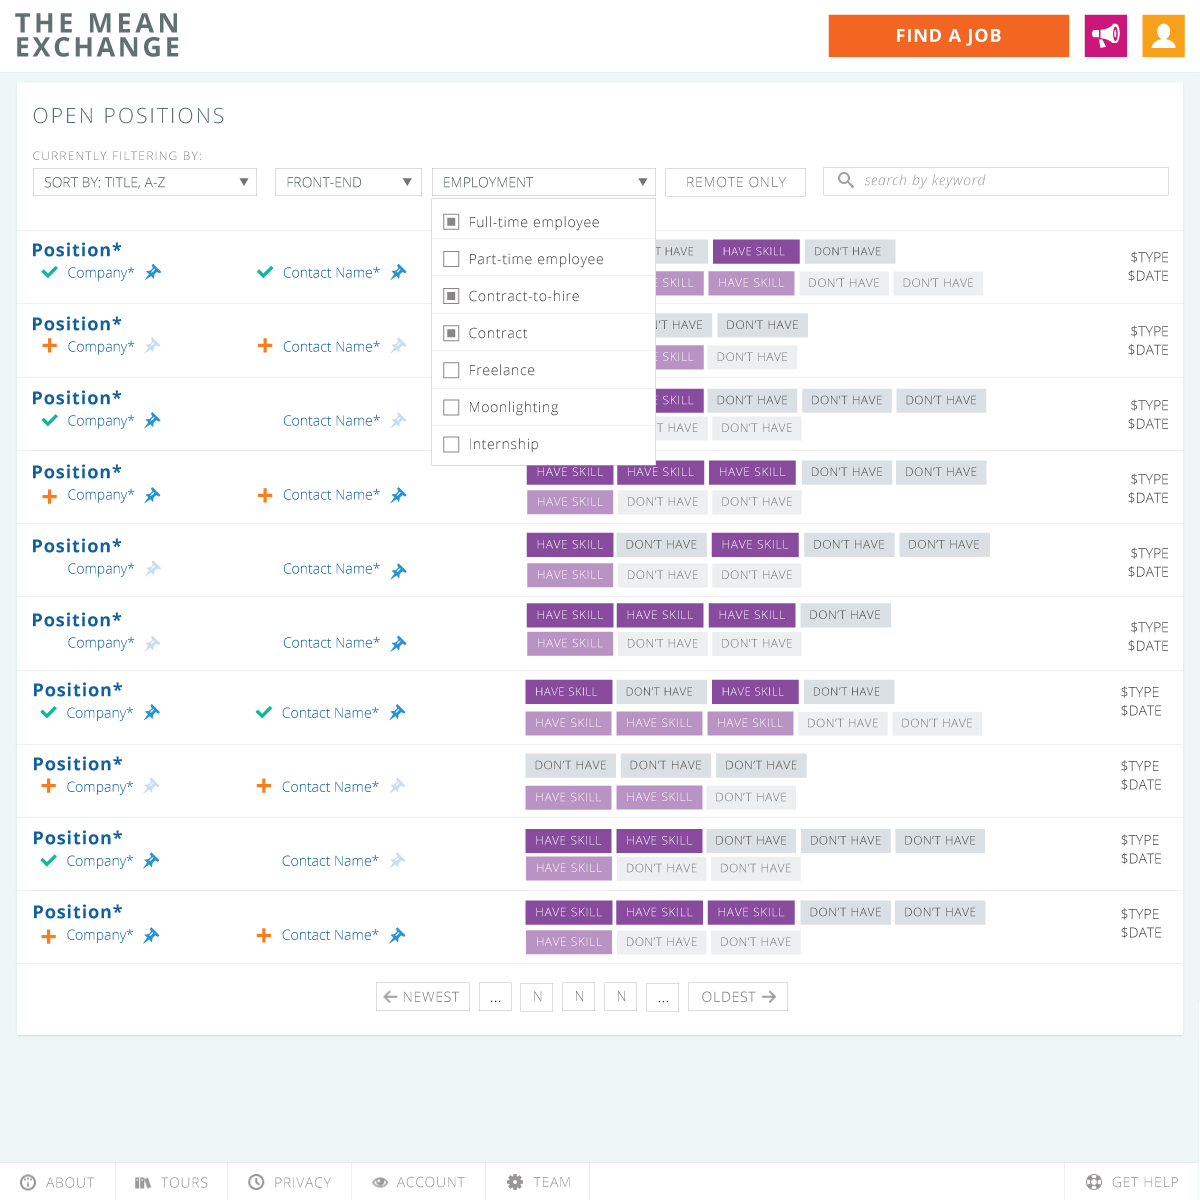 THE MEAN
EXCHANGE
FIND A JOB
OPEN POSITIONS
CURRENTLY FILTERING BY:
SORT BY: TITLE, A-Z
FRONT-END
EMPLOYMENT
REMOTE ONLY
search by keyword
Full-time employee
Part-time employee
Contract-to-hire
Contract
Freelance
Moonlighting
Internship
Position*
Company* Contact Name*
HAVE HAVE SKILL DON'T HAVE
SKILL HAVE SKILL DON'T HAVE DON'T HAVE
$TYPE
$DATE
Position*
Company* Contact Name*
HAVE DON'T HAVE
SKILL DON'T HAVE
$TYPE
$DATE
Position*
Company* Contact Name*
SKILL DON'T HAVE DON'T HAVE DON'T HAVE
HAVE DON'T HAVE
$TYPE
$DATE
Position*
Company* Contact Name*
HAVE SKILL HAVE SKILL HAVE SKILL DON'T HAVE DON'T HAVE
HAVE SKILL DON'T HAVE DON'T HAVE
$TYPE
$DATE
Position*
Company* Contact Name*
HAVE SKILL DON'T HAVE HAVE SKILL DON'T HAVE DON'T HAVE
HAVE SKILL DON'T HAVE DON'T HAVE
$TYPE
$DATE
Position*
Company* Contact Name*
HAVE SKILL HAVE SKILL HAVE SKILL DON'T HAVE
HAVE SKILL DON'T HAVE DON'T HAVE
$TYPE
$DATE
Position*
Company* Contact Name*
HAVE SKILL DON'T HAVE HAVE SKILL DON'T HAVE
HAVE SKILL HAVE SKILL HAVE SKILL DON'T HAVE DON'T HAVE
$TYPE
$DATE
Position*
Company* Contact Name*
DON'T HAVE DON'T HAVE DON'T HAVE
HAVE SKILL HAVE SKILL DON'T HAVE
$TYPE
$DATE
Position*
Company* Contact Name*
HAVE SKILL HAVE SKILL DON'T HAVE DON'T HAVE DON'T HAVE
HAVE SKILL DON'T HAVE DON'T HAVE
$TYPE
$DATE
Position*
Company* Contact Name*
HAVE SKILL HAVE SKILL HAVE SKILL DON'T HAVE DON'T HAVE
HAVE SKILL DON'T HAVE DON'T HAVE
$TYPE
$DATE
NEWEST ... N N N ... OLDEST
ABOUT TOURS PRIVACY ACCOUNT TEAM GET HELP